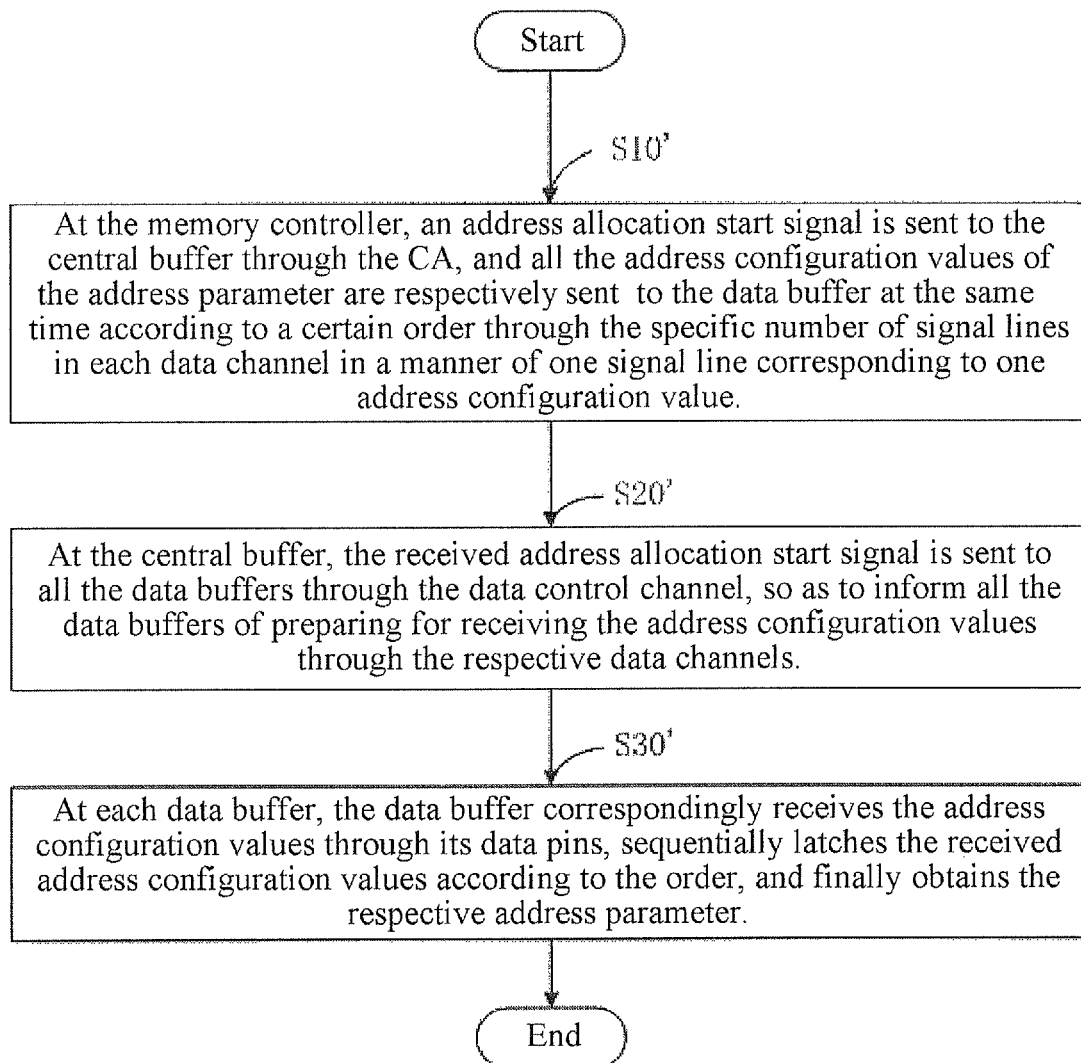 Start
S10'
At the memory controller, an address allocation start signal is sent to the
central buffer through the CA, and all the address configuration values of
the address parameter are respectively sent to the data buffer at the same
time according to a certain order through the specific number of signal lines
in each data channel in a manner of one signal line corresponding to one
address configuration value.
S20'
At the central buffer, the received address allocation start signal is sent to
all the data buffers through the data control channel, so as to inform all the
data buffers of preparing for receiving the address configuration values
through the respective data channels.
S30'
At each data buffer, the data buffer correspondingly receives the address
configuration values through its data pins, sequentially latches the received
address configuration values according to the order, and finally obtains the
respective address parameter.
End